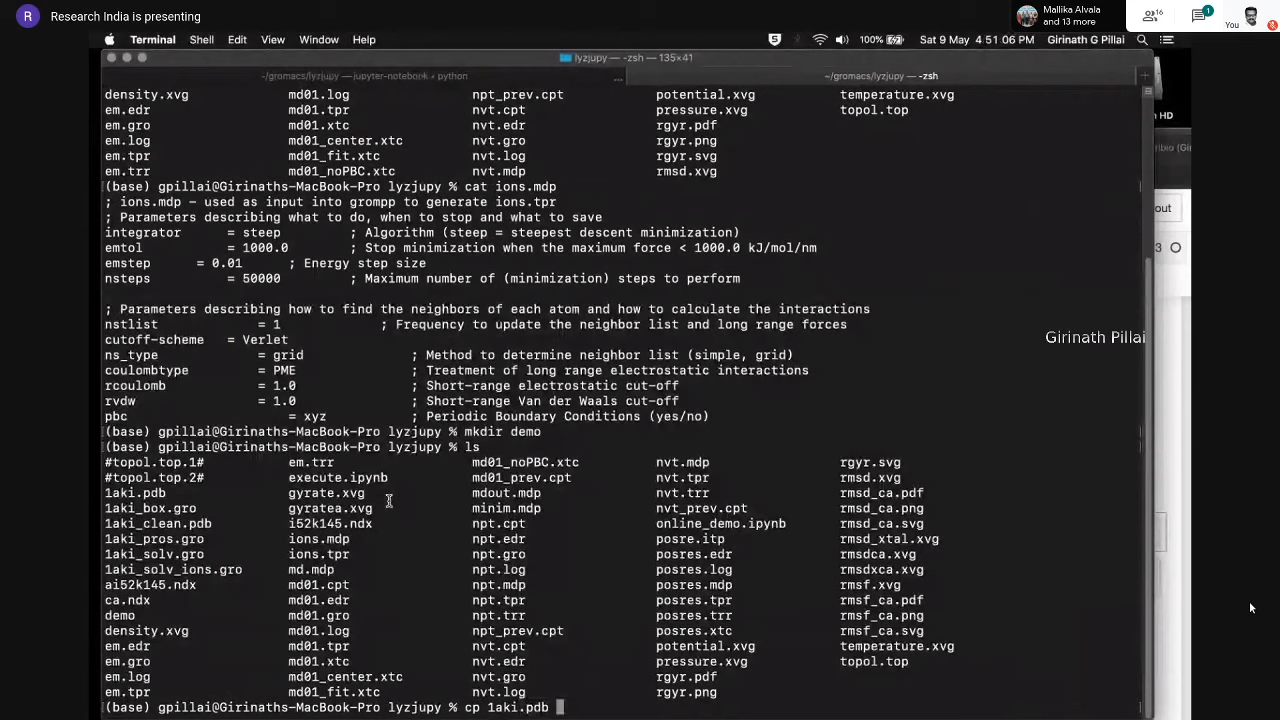 R Research India is presenting
Mallika Alvala
and 13 more
16
1
You
Terminal Shell Edit View Window Help
S 100% Sat 9 May 4:51:06 PM Girinath G Pillai
lyzjupy — -zsh — 135×41
~/gromacs/lyzjupy — jupyter-notebook • python ... ~/gromacs/lyzjupy — -zsh +
density.xvg md01.log npt_prev.cpt potential.xvg temperature.xvg
em.edr md01.tpr nvt.cpt pressure.xvg topol.top
em.gro md01.xtc nvt.edr rgyr.pdf
em.log md01_center.xtc nvt.gro rgyr.png
em.tpr md01_fit.xtc nvt.log rgyr.svg
em.trr md01_noPBC.xtc nvt.mdp rmsd.xvg
(base) gpillai@Girinaths-MacBook-Pro lyzjupy % cat ions.mdp
; ions.mdp - used as input into grompp to generate ions.tpr
; Parameters describing what to do, when to stop and what to save
integrator = steep ; Algorithm (steep = steepest descent minimization)
emtol = 1000.0 ; Stop minimization when the maximum force < 1000.0 kJ/mol/nm
emstep = 0.01 ; Energy step size
nsteps = 50000 ; Maximum number of (minimization) steps to perform
; Parameters describing how to find the neighbors of each atom and how to calculate the interactions
nstlist = 1 ; Frequency to update the neighbor list and long range forces
cutoff-scheme = Verlet
ns_type = grid ; Method to determine neighbor list (simple, grid)
coulombtype = PME ; Treatment of long range electrostatic interactions
rcoulomb = 1.0 ; Short-range electrostatic cut-off
rvdw = 1.0 ; Short-range Van der Waals cut-off
pbc = xyz ; Periodic Boundary Conditions (yes/no)
(base) gpillai@Girinaths-MacBook-Pro lyzjupy % mkdir demo
(base) gpillai@Girinaths-MacBook-Pro lyzjupy % ls
#topol.top.1# em.trr md01_noPBC.xtc nvt.mdp rgyr.svg
#topol.top.2# execute.ipynb md01_prev.cpt nvt.tpr rmsd.xvg
1aki.pdb gyrate.xvg mdout.mdp nvt.trr rmsd_ca.pdf
1aki_box.gro gyratea.xvg minim.mdp nvt_prev.cpt rmsd_ca.png
1aki_clean.pdb i52k145.ndx npt.cpt online_demo.ipynb rmsd_ca.svg
1aki_pros.gro ions.mdp npt.edr posre.itp rmsd_xtal.xvg
1aki_solv.gro ions.tpr npt.gro posres.edr rmsdca.xvg
1aki_solv_ions.gro md.mdp npt.log posres.log rmsdxca.xvg
ai52k145.ndx md01.cpt npt.mdp posres.mdp rmsf.xvg
ca.ndx md01.edr npt.tpr posres.tpr rmsf_ca.pdf
demo md01.gro npt.trr posres.trr rmsf_ca.png
density.xvg md01.log npt_prev.cpt posres.xtc rmsf_ca.svg
em.edr md01.tpr nvt.cpt potential.xvg temperature.xvg
em.gro md01.xtc nvt.edr pressure.xvg topol.top
em.log md01_center.xtc nvt.gro rgyr.pdf
em.tpr md01_fit.xtc nvt.log rgyr.png
(base) gpillai@Girinaths-MacBook-Pro lyzjupy % cp 1aki.pdb
Girinath Pillai
HD
out
3